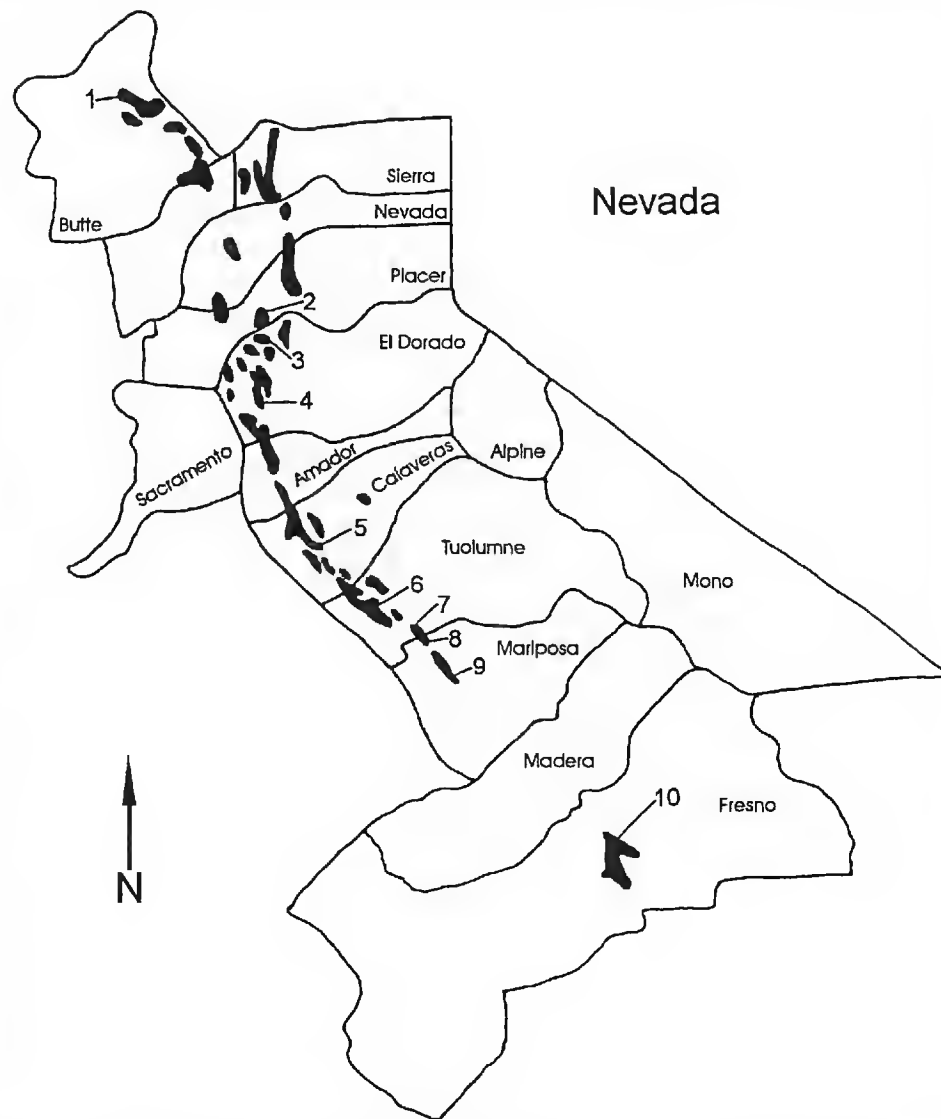 1
Sierra
Nevada
Nevada
Butte
Placer
2
3
El Dorado
4
Sacramento
Amador
Calaveras
Alpine
5
Tuolumne
6
Mono
7
8
Mariposa
9
Madera
10
Fresno
N